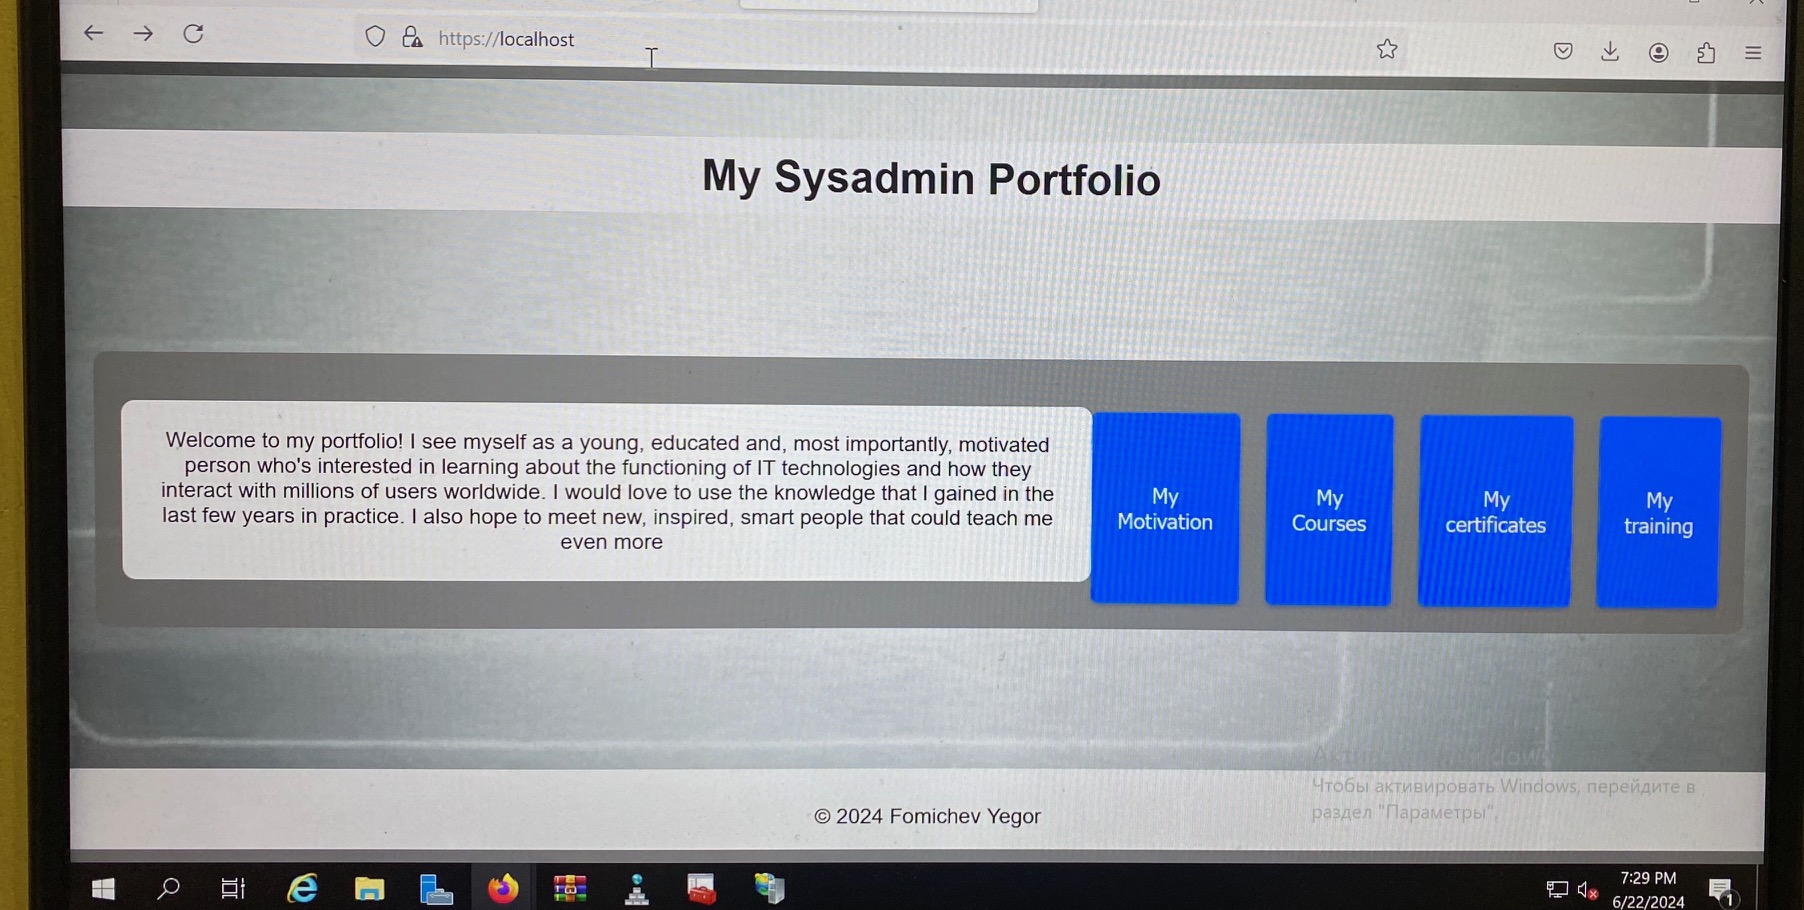 https://localhost
My Sysadmin Portfolio
Welcome to my portfolio! I see myself as a young, educated and, most importantly, motivated
person who's interested in learning about the functioning of IT technologies and how they
interact with millions of users worldwide. I would love to use the knowledge that I gained in the
last few years in practice. I also hope to meet new, inspired, smart people that could teach me
even more
My
Motivation
My
Courses
My
certificates
My
training
Чтобы активировать Windows, перейдите в
раздел "Параметры".
© 2024 Fomichev Yegor
7:29 PM
6/22/2024
1